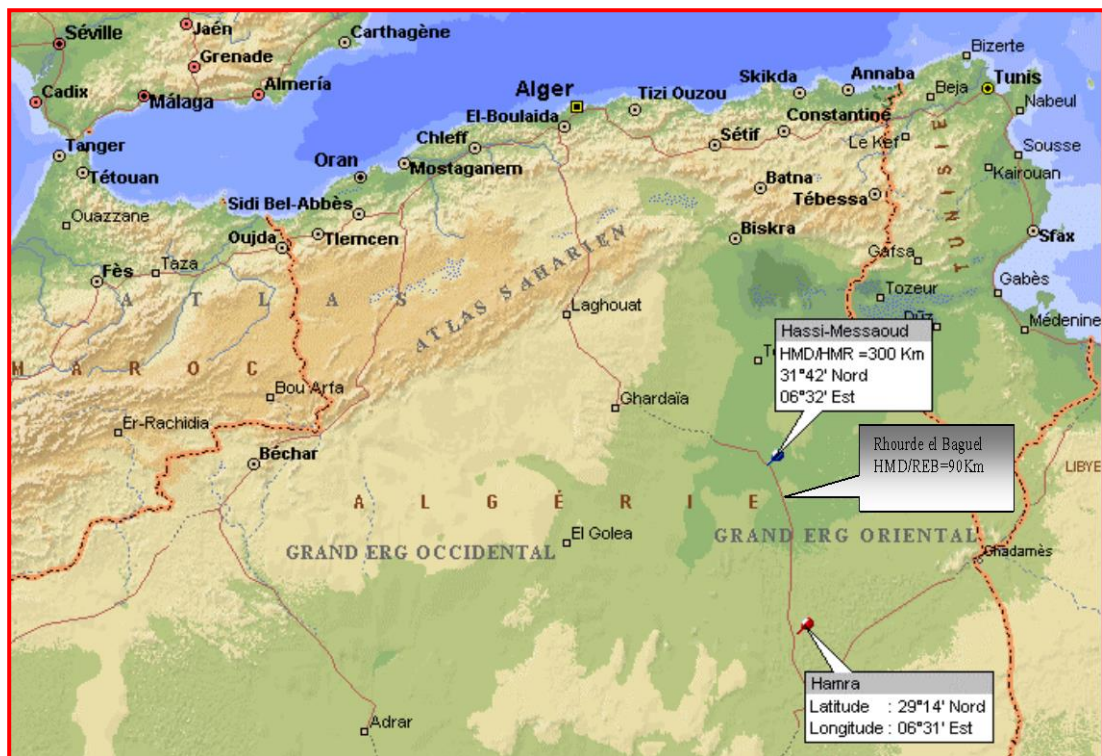 Séville
Jaén
Carthagène
Grenade
Cadix
Málaga
Almería
Alger
Tizi Ouzou
Skikda
Annaba
Bizerte
Tunis
Beja
Nabeul
El-Boulaida
Constantine
Le Kef
Chleff
Sétif
Sousse
Tanger
Oran
Mostaganem
Kairouan
Tétouan
Batna
Tébessa
TUNISIE
Ouazzane
Sidi Bel-Abbès
Oujda
Tlemcen
Biskra
Sfax
Gafsa
Fès
Taza
Tozeur
Gabès
ATLAS
ATLAS SAHARIEN
Laghouat
Médenine
MAROC
Hassi-Messaoud
HMD/HMR =300 Km
31°42' Nord
06°32' Est
Bou Arfa
Ghardaïa
Er-Rachidia
Béchar
Rhourde el Baguel
HMD/REB=90Km
LIBYE
ALGÉRIE
GRAND ERG OCCIDENTAL
El Golea
GRAND ERG ORIENTAL
Ghadamès
Hamra
Latitude : 29°14' Nord
Longitude : 06°31' Est
Adrar